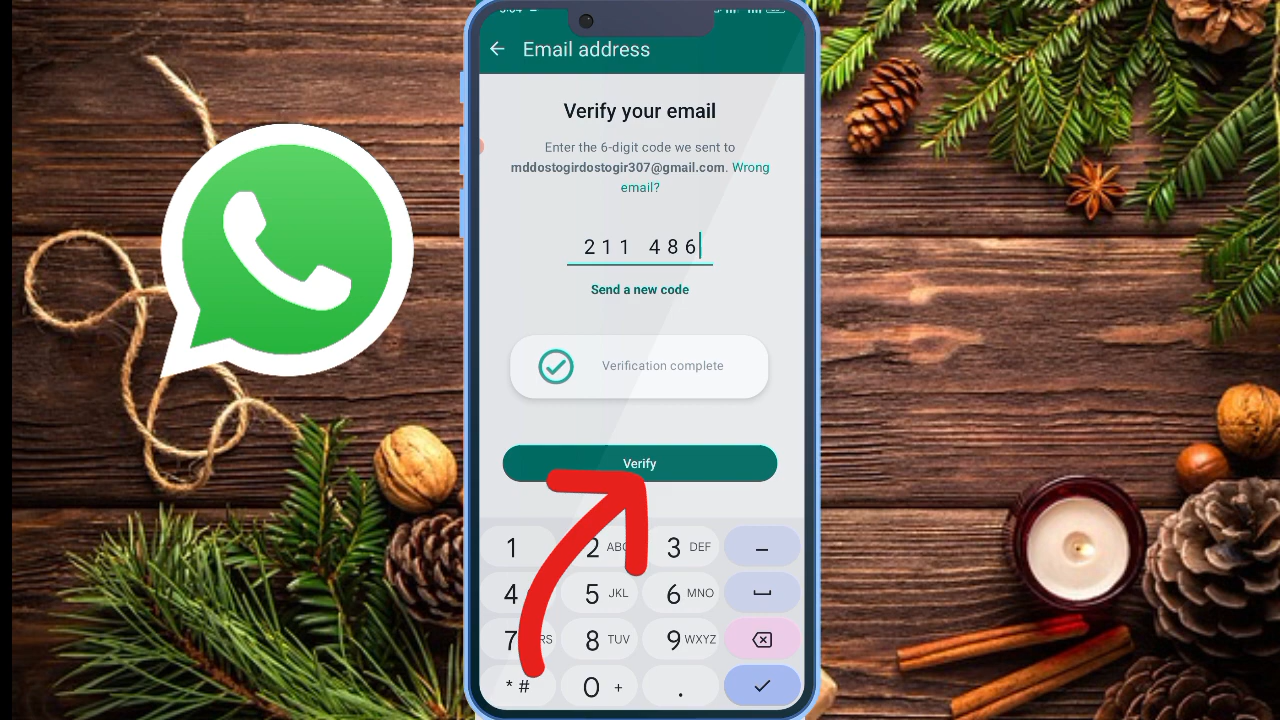 Email address
Verify your email
Enter the 6-digit code we sent to
mddostogirdostogir307@gmail.com. Wrong
email?
211 486
Send a new code
Verification complete
Verify
1 2 ABC 3 DEF _
4 5 JKL 6 MNO
7 RS 8 TUV 9 WXYZ
* # 0 + .